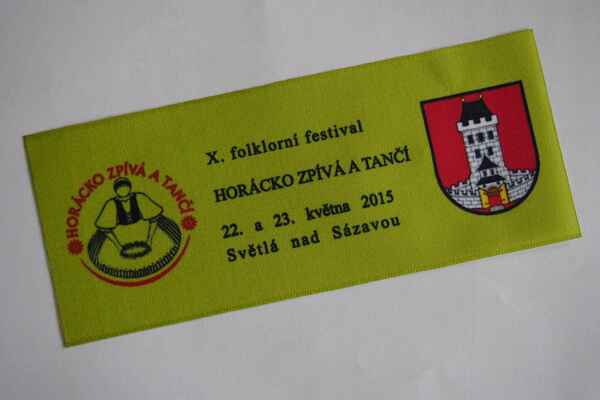 HORÁCKO ZPÍVÁ A TANČÍ
X. folklorní festival
HORÁCKO ZPÍVÁ A TANČÍ
22. a 23. května 2015
Světlá nad Sázavou